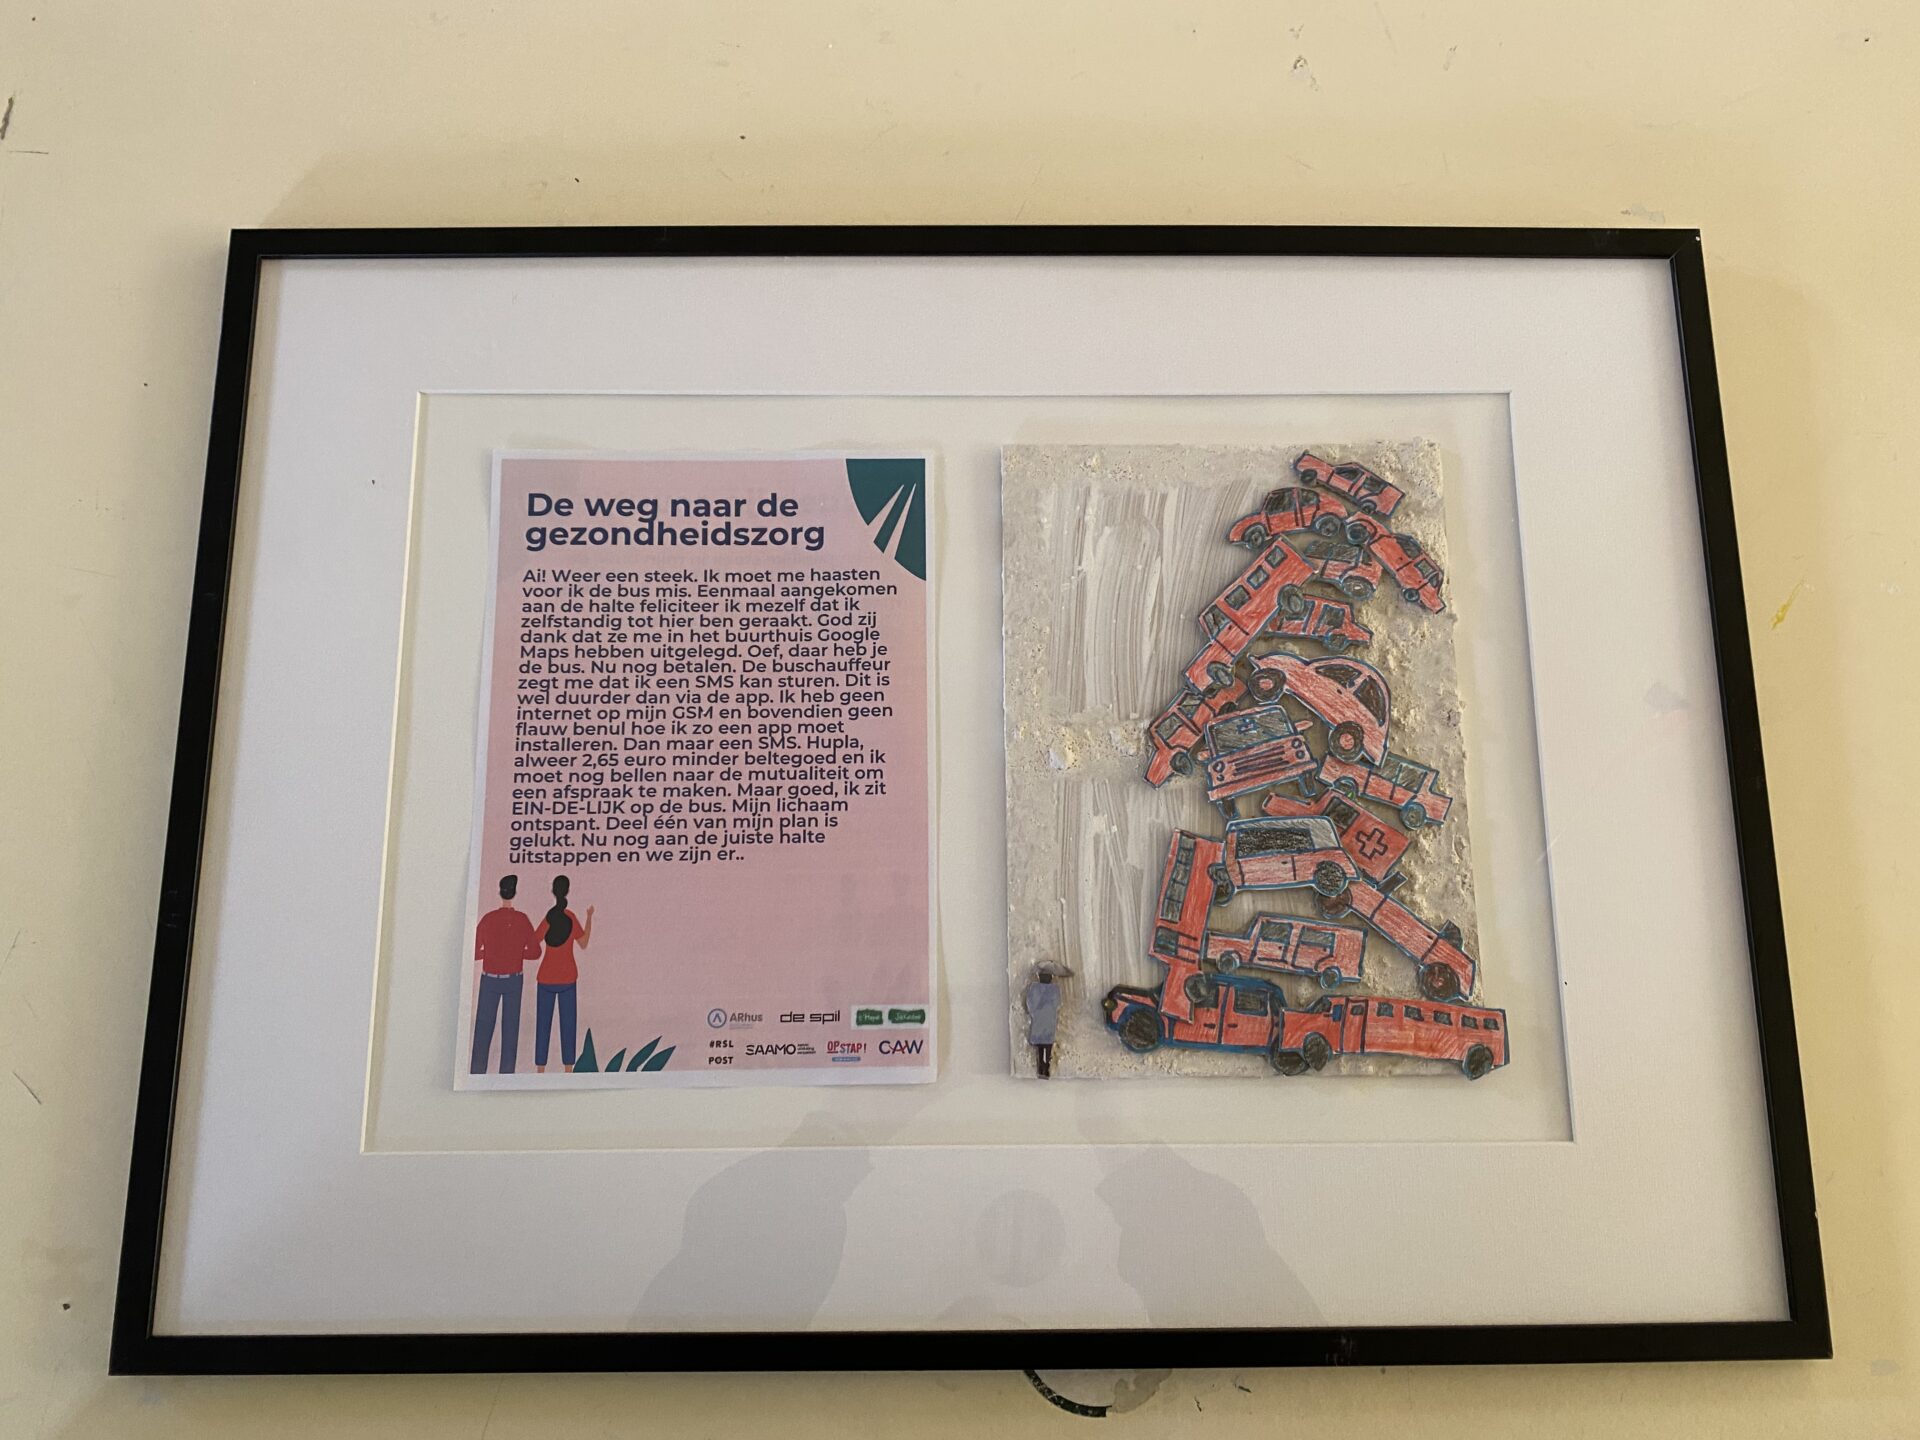 De weg naar de
gezondheidszorg
Ai! Weer een steek. Ik moet me haasten
voor ik de bus mis. Eenmaal aangekomen
aan de halte feliciteer ik mezelf dat ik
zelfstandig tot hier ben geraakt. God zij
dank dat ze me in het buurthuis Google
Maps hebben uitgelegd. Oef, daar heb je
de bus. Nu nog betalen. De buschauffeur
zegt me dat ik een SMS kan sturen. Dit is
wel duurder dan via de app. Ik heb geen
internet op mijn GSM en bovendien geen
flauw benul hoe ik zo een app moet
installeren. Dan maar een SMS. Hupla,
alweer 2,65 euro minder beltegoed en ik
moet nog bellen naar de mutualiteit om
een afspraak te maken. Maar goed, ik zit
EIN-DE-LIJK op de bus. Mijn lichaam
ontspant. Deel één van mijn plan is
gelukt. Nu nog aan de juiste halte
uitstappen en we zijn er..
ARhus de spil
#RSL
POST
SAAMO OPSTAP! CAW